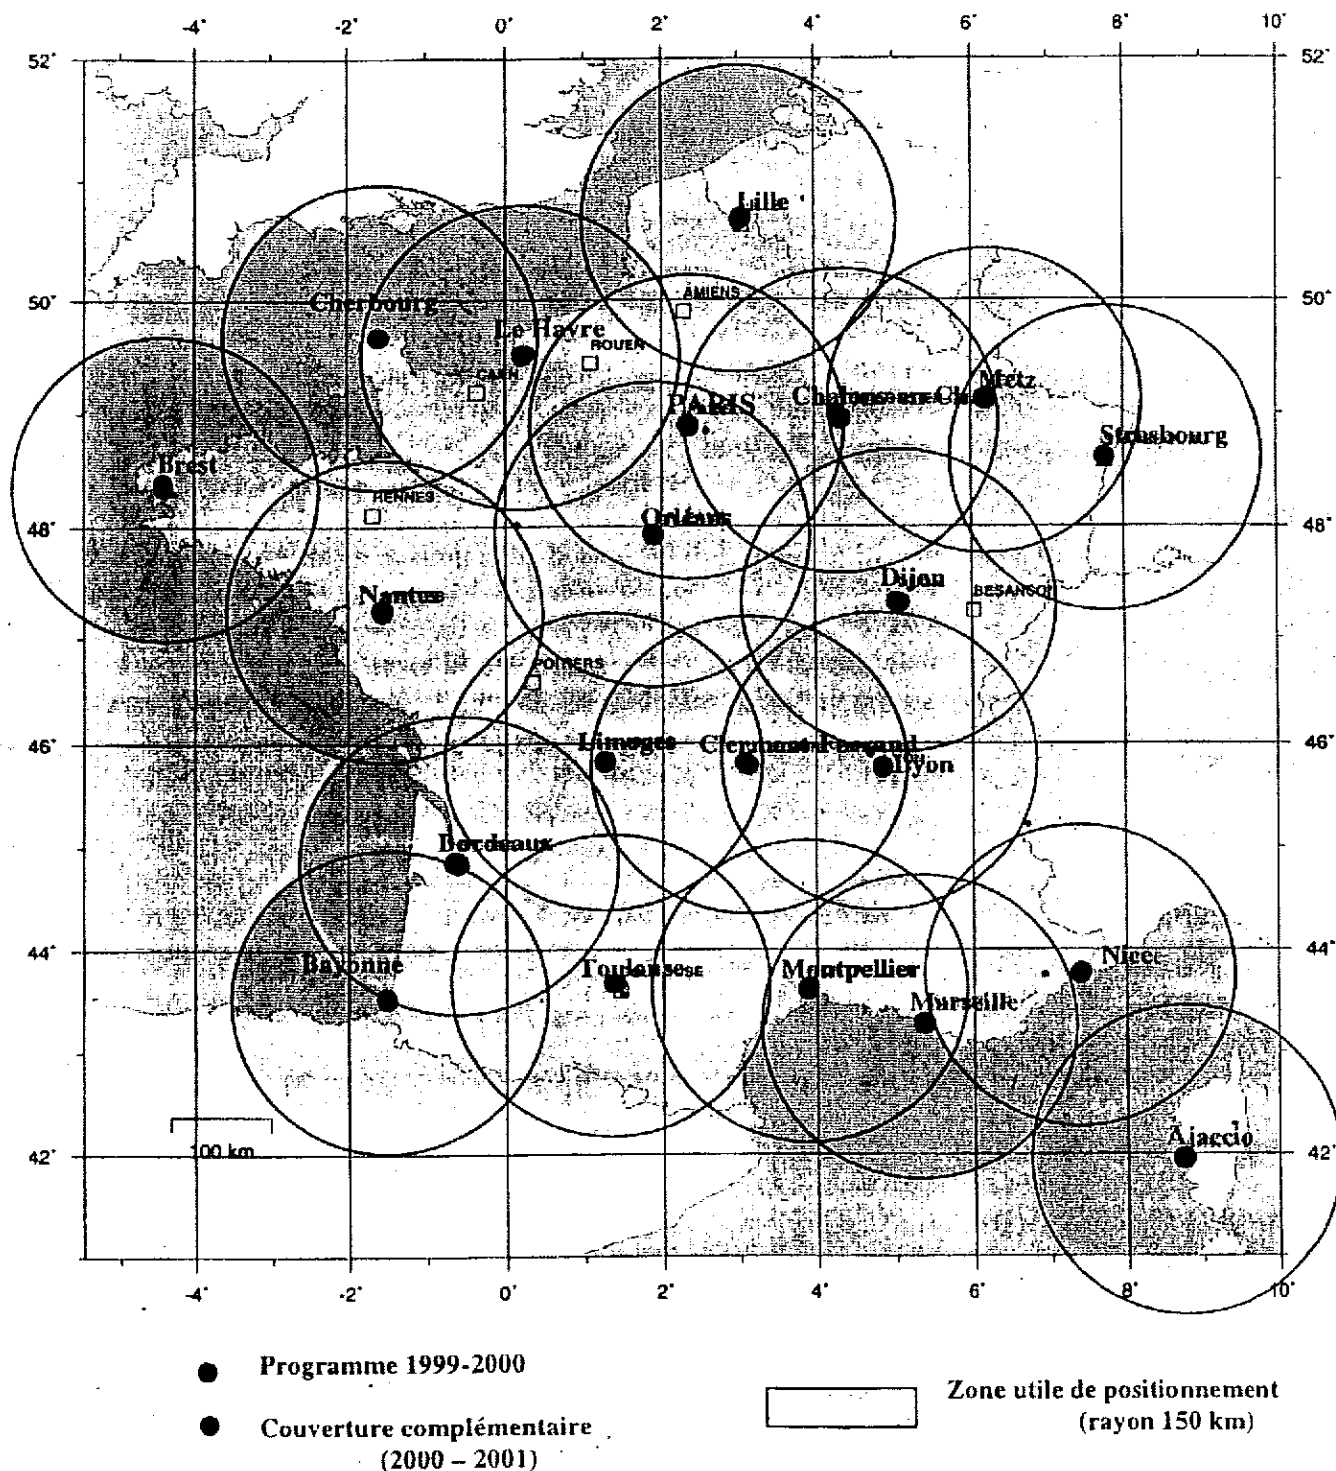 -4° -2° 0° 2° 4° 6° 8° 10°
52° 52°
Lille
50° 50°
AMIENS
Cherbourg
Le Havre
ROUEN
CAEN
Metz
PARIS
Strasbourg
Brest
RENNES
48° 48°
Orléans
Dijon
BESANCON
Nantes
POITIERS
46° 46°
Limoges
Clermont-Ferrand
Lyon
Bordeaux
44° 44°
Bayonne
Toulouse
Montpellier
Nice
Marseille
100 km
42° 42°
Ajaccio
-4° -2° 0° 2° 4° 6° 8° 10°
Programme 1999-2000
Couverture complémentaire
(2000 – 2001)
Zone utile de positionnement
(rayon 150 km)